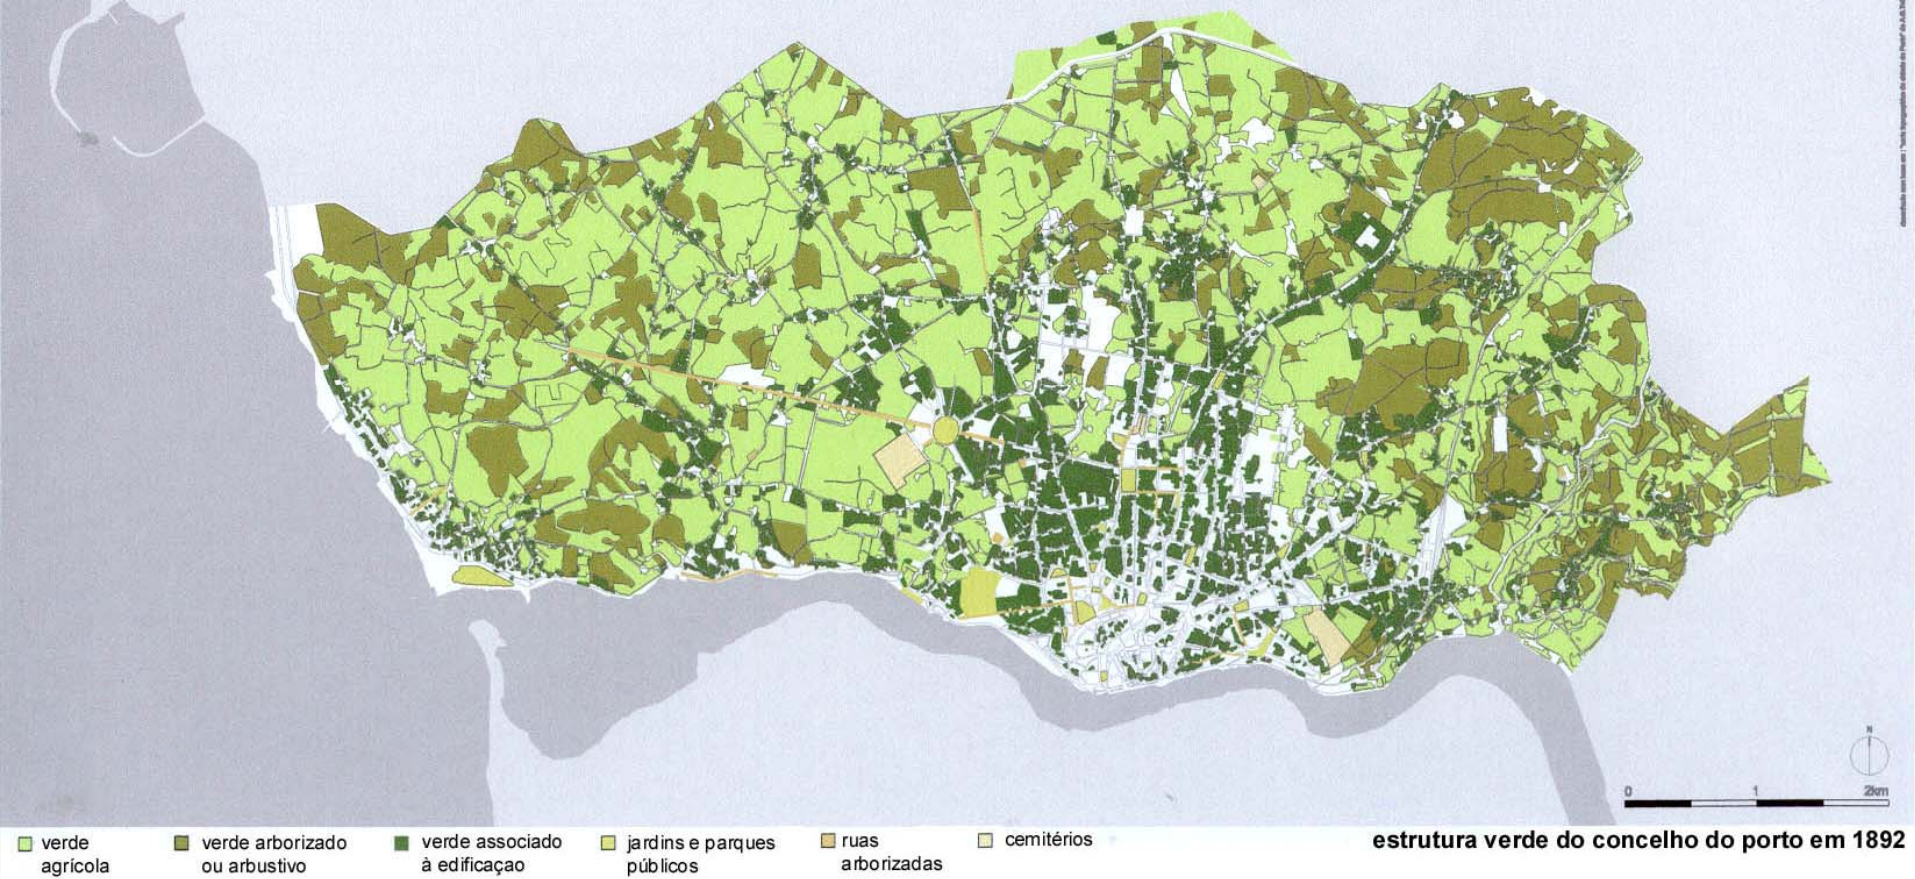 N
0 1 2km
verde
agrícola
verde arborizado
ou arbustivo
verde associado
à edificaçao
jardins e parques
públicos
ruas
arborizadas
cemitérios
estrutura verde do concelho do porto em 1892